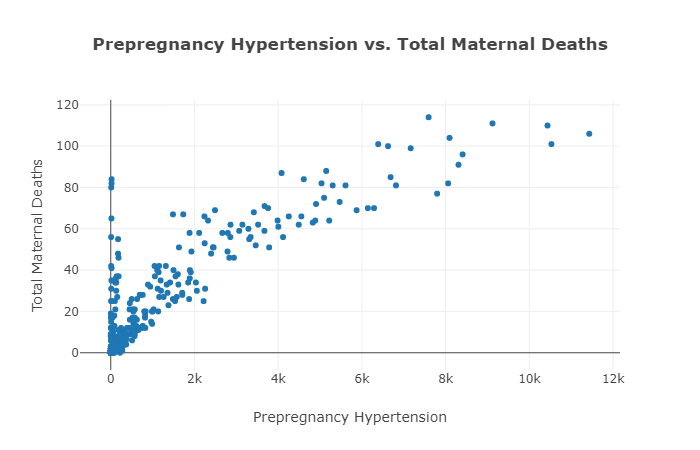 Prepregnancy Hypertension vs. Total Maternal Deaths
120
100
80
60
40
20
0
Total Maternal Deaths
0 2k 4k 6k 8k 10k 12k
Prepregnancy Hypertension